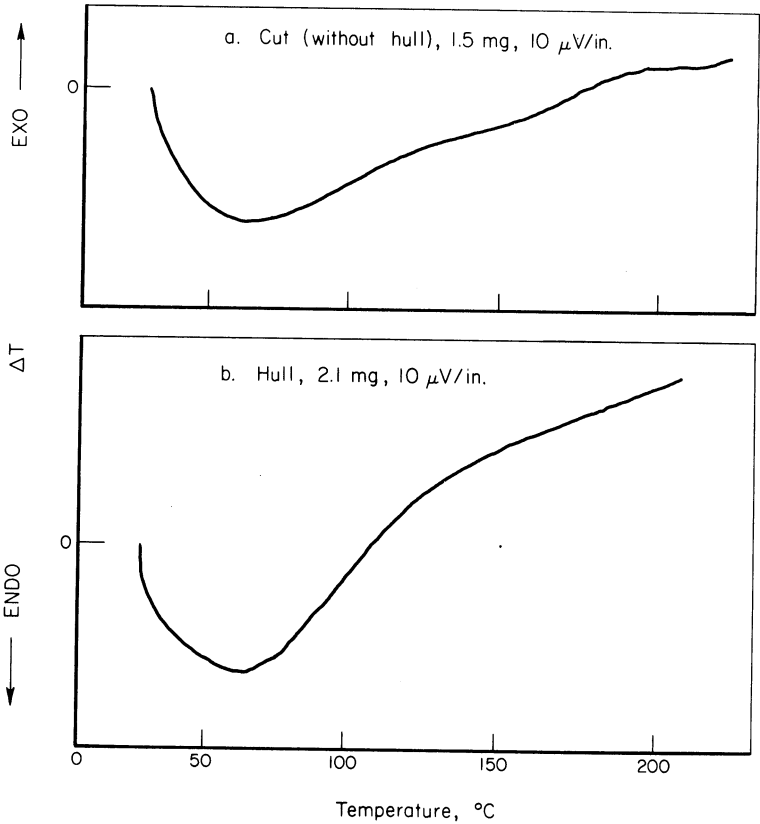 EXO
a. Cut (without hull), 1.5 mg, 10 μV/in.
0
ΔT
b. Hull, 2.1 mg, 10 μV/in.
0
ENDO
0 50 100 150 200
Temperature, °C